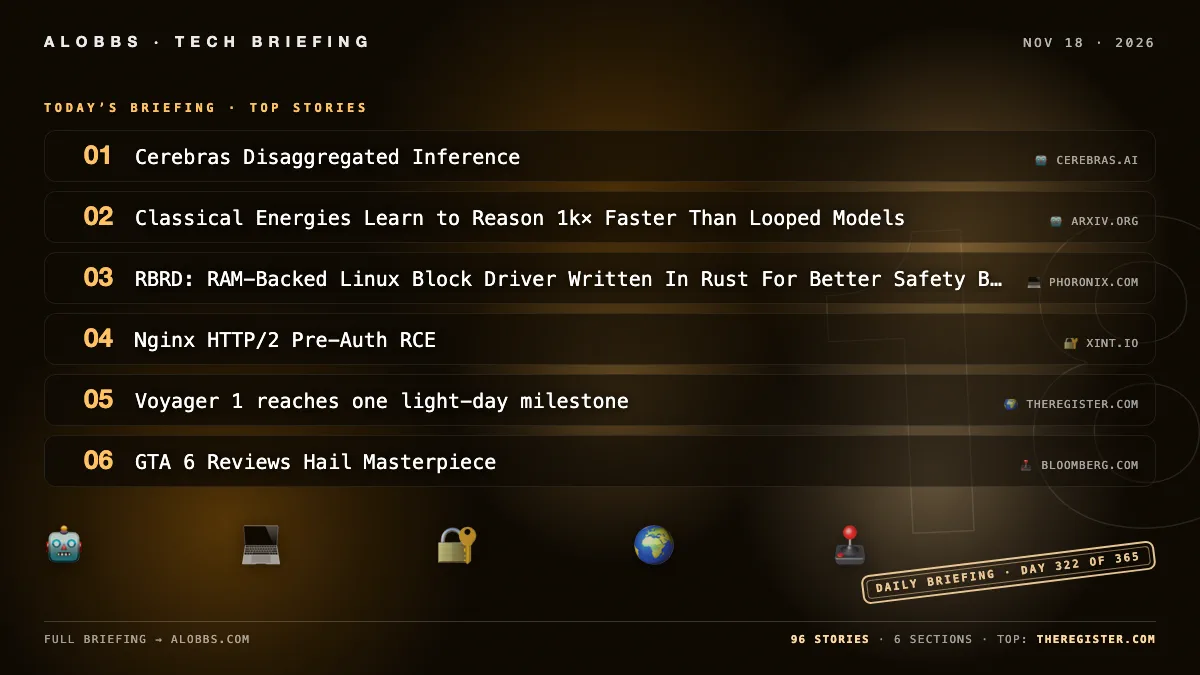 ALOBBS · TECH BRIEFING
NOV 18 · 2026
TODAY'S BRIEFING · TOP STORIES
01 Cerebras Disaggregated Inference CEREBRAS.AI
02 Classical Energies Learn to Reason 1k× Faster Than Looped Models ARXIV.ORG
03 RBRD: RAM-Backed Linux Block Driver Written In Rust For Better Safety B… PHORONIX.COM
04 Nginx HTTP/2 Pre-Auth RCE XINT.IO
05 Voyager 1 reaches one light-day milestone THEREGISTER.COM
06 GTA 6 Reviews Hail Masterpiece BLOOMBERG.COM
18
DAILY BRIEFING · DAY 322 OF 365
FULL BRIEFING → ALOBBS.COM
96 STORIES · 6 SECTIONS · TOP: THEREGISTER.COM